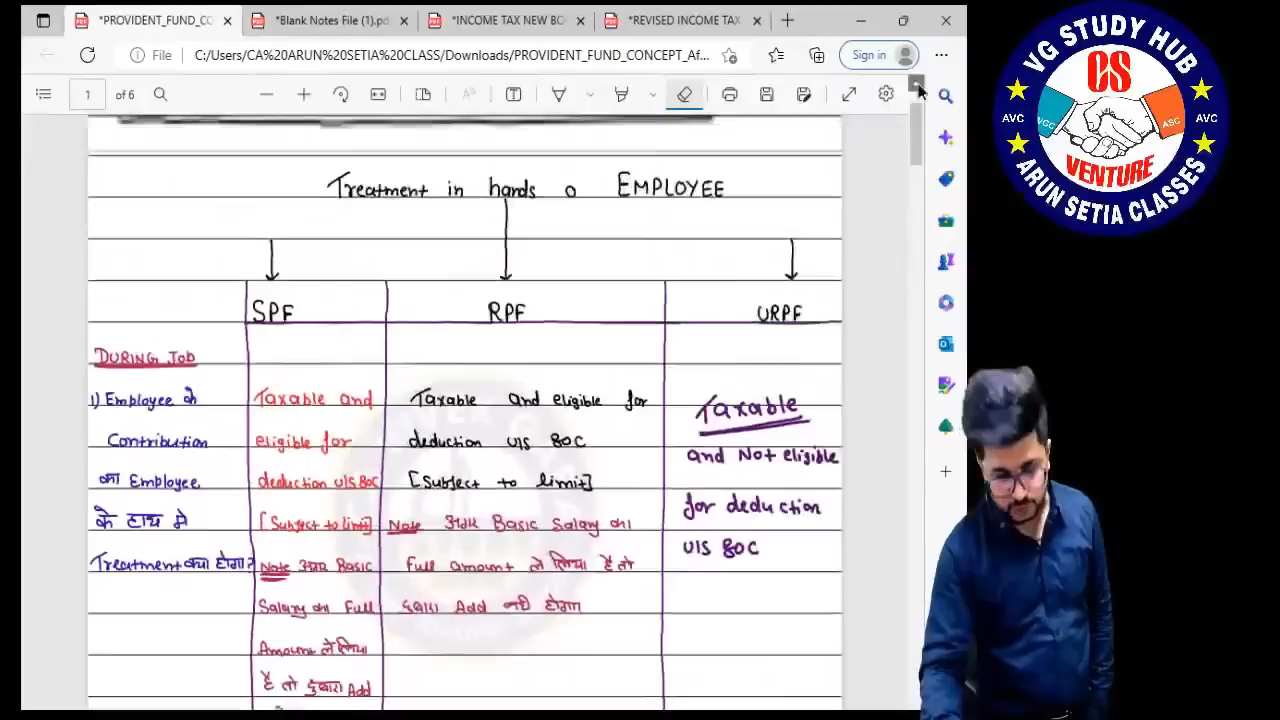 *PROVIDENT_FUND_CO
*Blank Notes File (1).pd
*INCOME TAX NEW BO
*REVISED INCOME TAX
File
C:/Users/CA%20ARUN%20SETIA%20CLASS/Downloads/PROVIDENT_FUND_CONCEPT_Af...
Sign in
1 of 6
Treatment in hands o EMPLOYEE
SPF RPF URPF
DURING Job
1) Employee के
Contribution
का Employee
के हाथ मे
Treatment क्या होगा?
Taxable and
eligible for
deduction U/S 80C
[Subject to limit]
Note अगर Basic
Salary का Full
Amount ले लिया
है तो दुबारा Add
Taxable and eligible for
deduction U/S 80C
[Subject to limit]
Note अगर Basic Salary का
Full amount ले लिया है तो
दुबारा Add नही होगा
Taxable
and Not eligible
for deduction
U/S 80C
VG STUDY HUB
CS
AVC
AVC
VGC
ASC
VENTURE
ARUN SETIA CLASSES